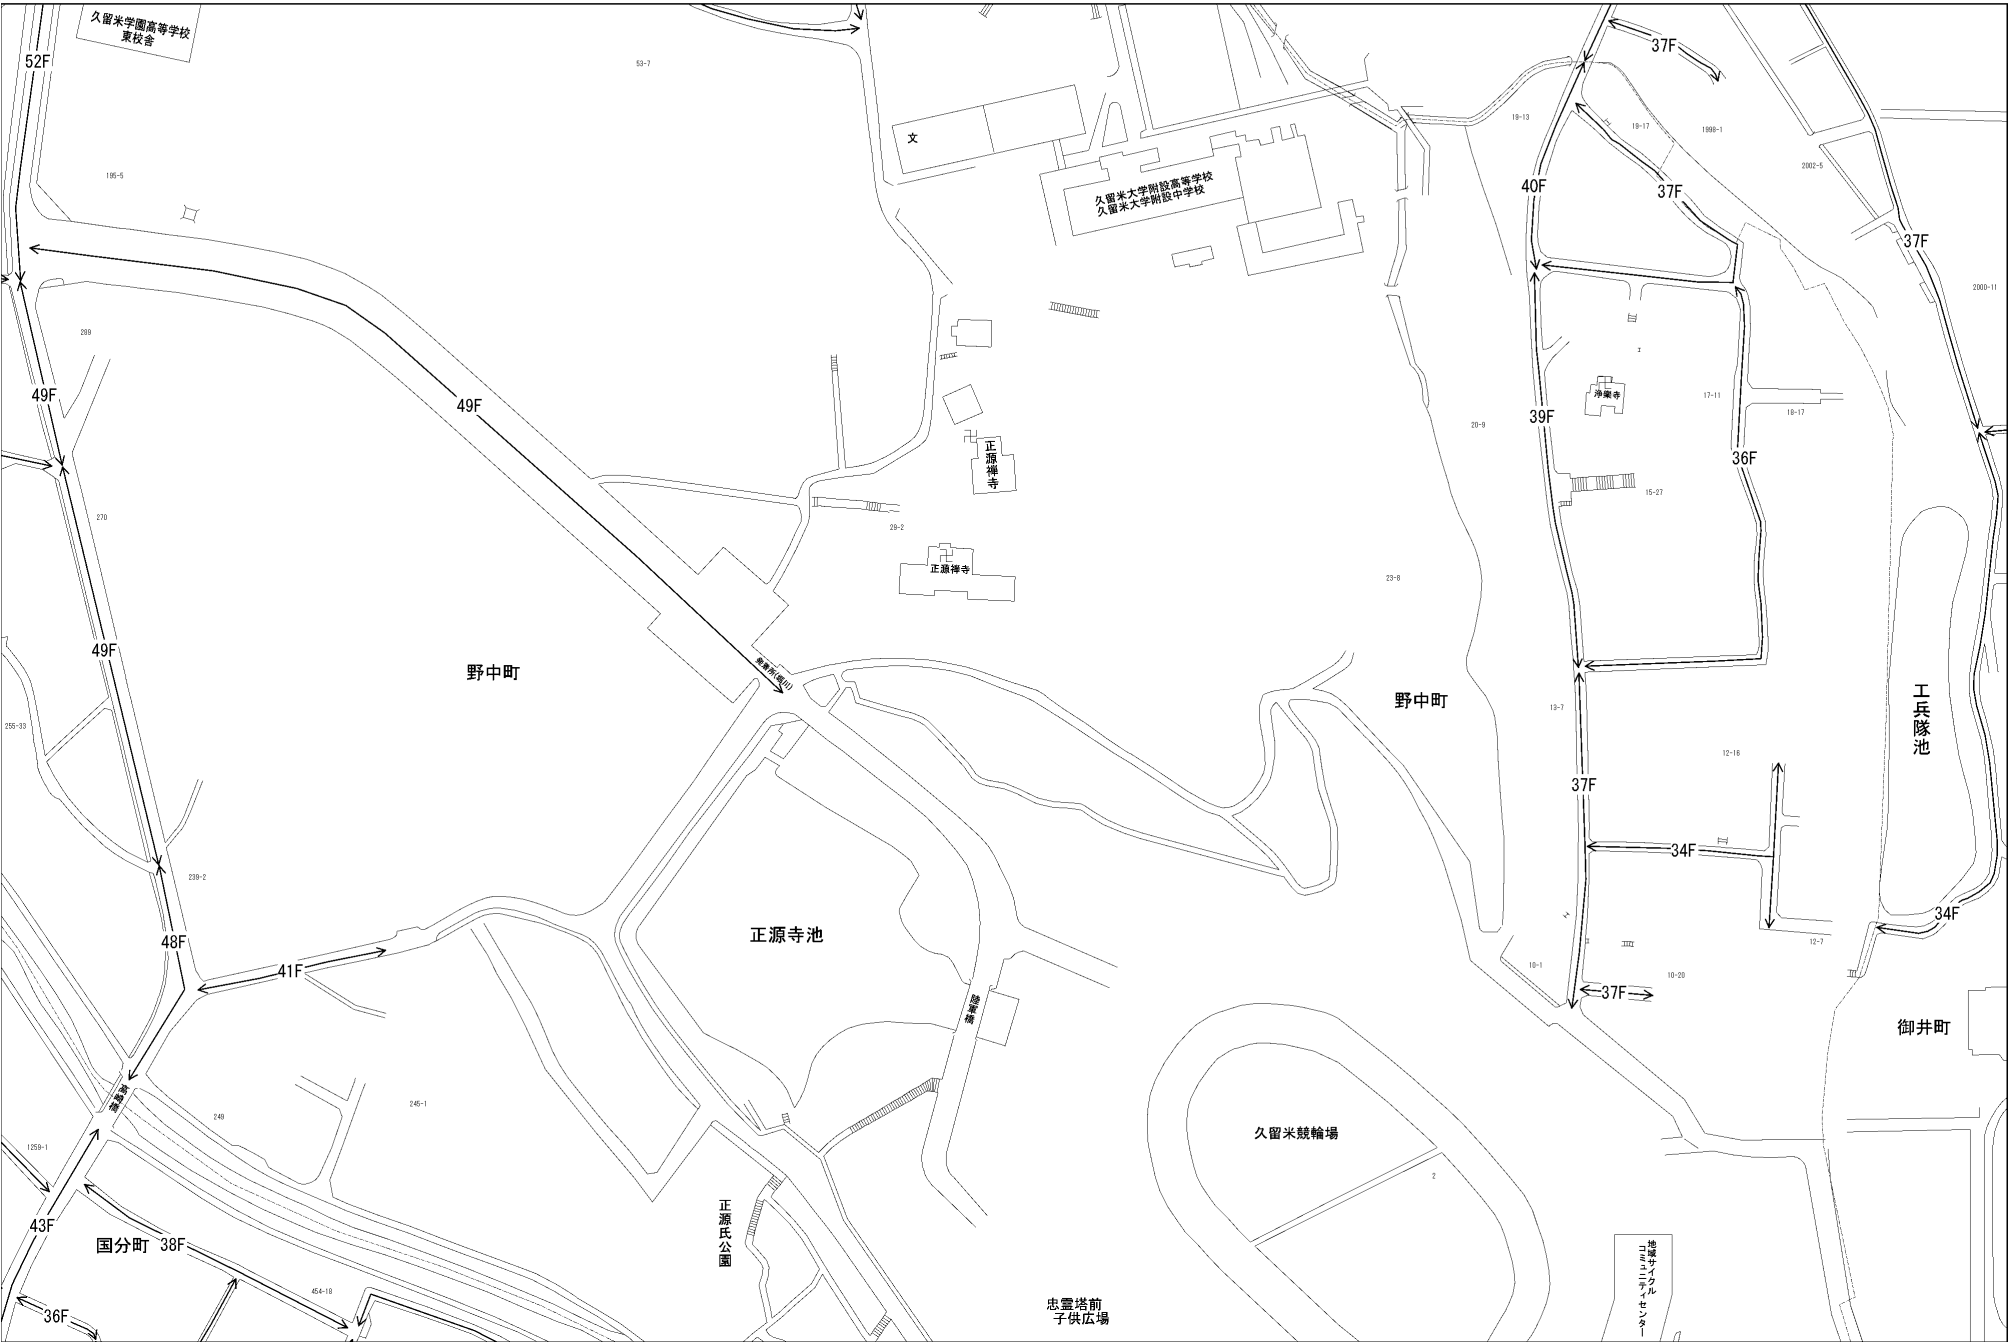 久留米学園高等学校
東校舎
52F
53-7
37F
文
19-13
19-17
1998-1
2002-5
195-5
久留米大学附設高等学校
久留米大学附設中学校
40F
37F
37F
2000-11
289
49F
49F
39F
浄樂寺
17-11
18-17
20-9
正源禅寺
36F
15-27
270
29-2
正源禅寺
23-8
49F
野中町
野中町
13-7
工兵隊池
255-33
12-16
37F
34F
239-2
34F
48F
正源寺池
12-7
41F
10-1
10-20
37F
陸軍橋
御井町
高崎橋
249
245-1
1259-1
久留米競輪場
2
43F
国分町
38F
正源氏公園
地域サイクル
コミュニティセンター
454-18
36F
忠霊塔前
子供広場